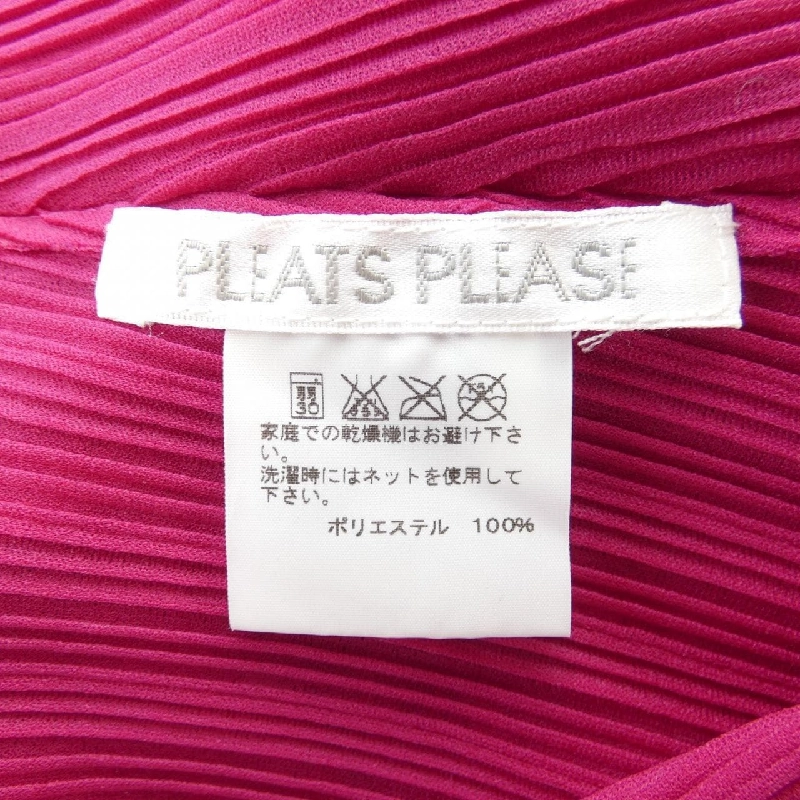 PLEATS PLEASE
弱
30
家庭での乾燥機はお避け下さ
い。
洗濯時にはネットを使用して
下さい。
ポリエステル 100%